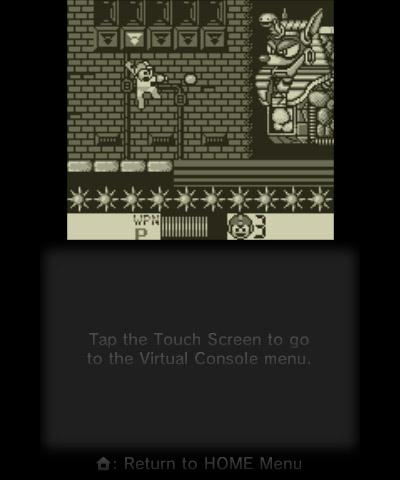 WPN
P 3
Tap the Touch Screen to go
to the Virtual Console menu.
: Return to HOME Menu